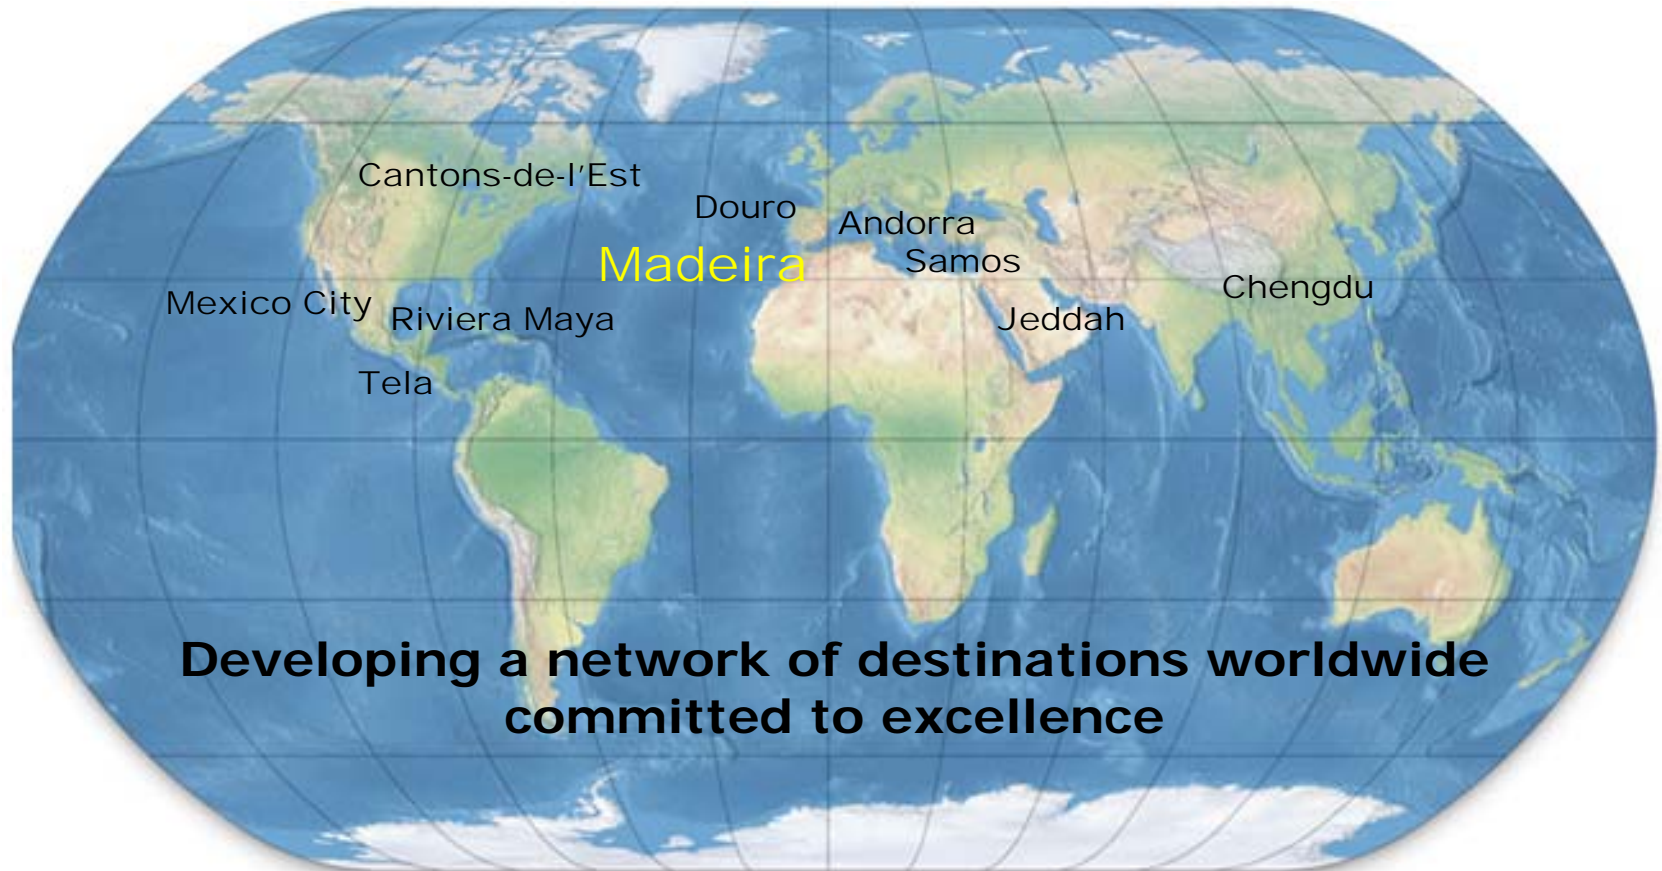 Cantons-de-l'Est
Douro
Andorra
Madeira
Samos
Chengdu
Mexico City
Riviera Maya
Jeddah
Tela
Developing a network of destinations worldwide
committed to excellence